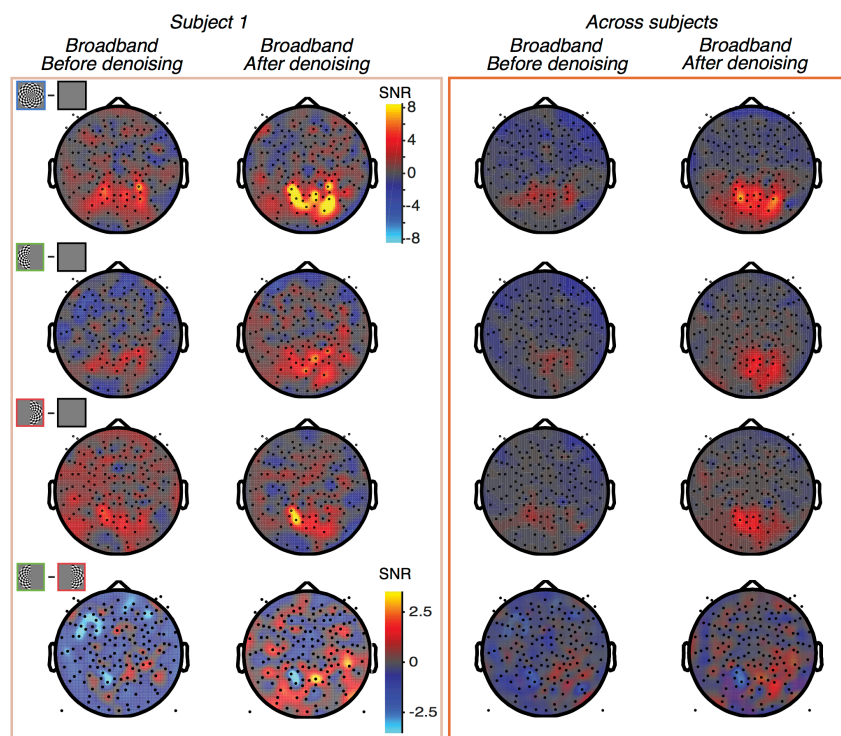 Subject 1
Across subjects
Broadband
Before denoising
Broadband
After denoising
Broadband
Before denoising
Broadband
After denoising
SNR
8
4
0
-4
-8
SNR
2.5
0
-2.5